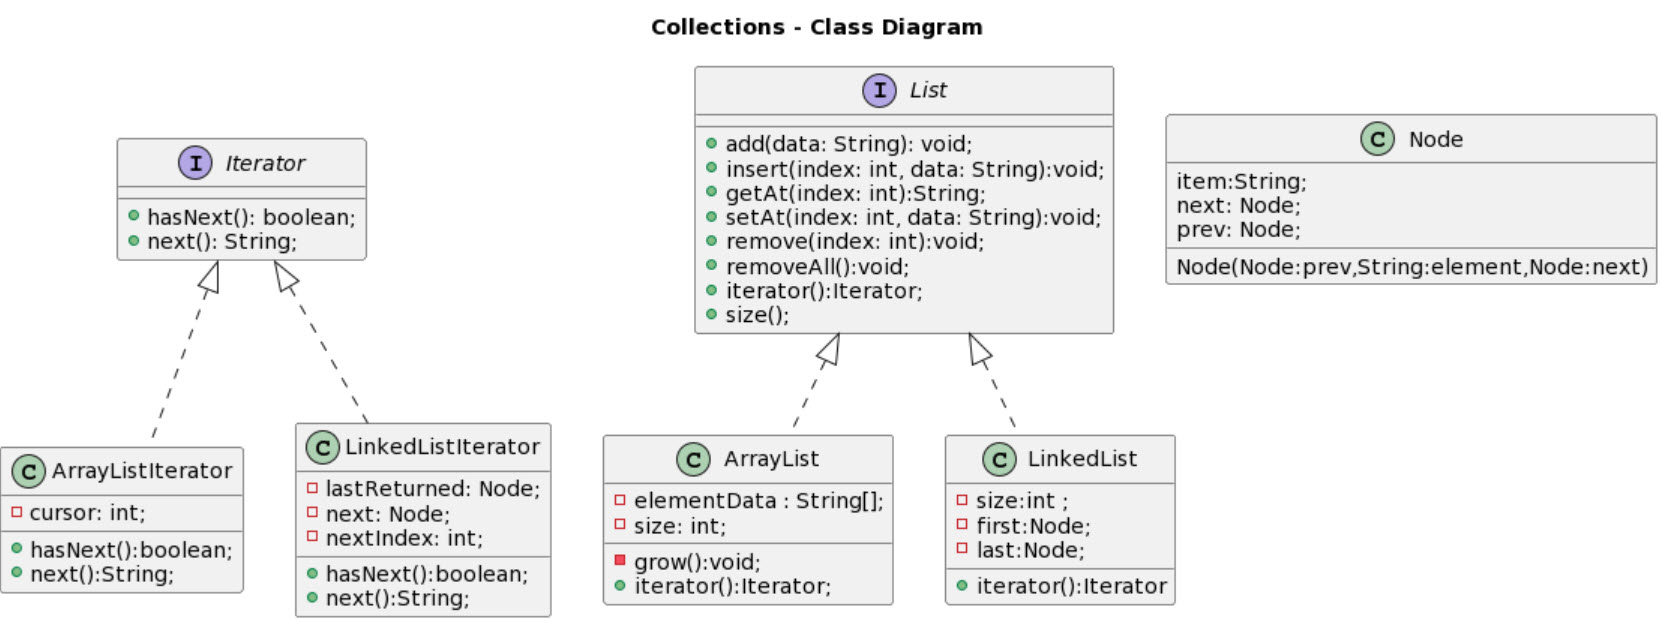 Collections - Class Diagram
I Iterator
hasNext(): boolean;
next(): String;
I List
add(data: String): void;
insert(index: int, data: String):void;
getAt(index: int):String;
setAt(index: int, data: String):void;
remove(index: int):void;
removeAll():void;
iterator():Iterator;
size();
C Node
item:String;
next: Node;
prev: Node;
Node(Node:prev,String:element,Node:next)
C ArrayListIterator
cursor: int;
hasNext():boolean;
next():String;
C LinkedListIterator
lastReturned: Node;
next: Node;
nextIndex: int;
hasNext():boolean;
next():String;
C ArrayList
elementData : String[];
size: int;
grow():void;
iterator():Iterator;
C LinkedList
size:int ;
first:Node;
last:Node;
iterator():Iterator